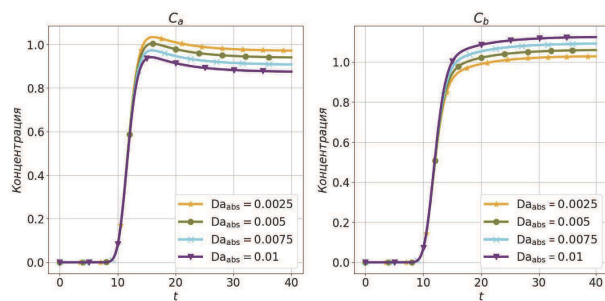 C_a
Концентрация
1.0
0.8
0.6
0.4
0.2
0.0
0 10 20 30 40
t
Da_abs = 0.0025
Da_abs = 0.005
Da_abs = 0.0075
Da_abs = 0.01
C_b
Концентрация
1.0
0.8
0.6
0.4
0.2
0.0
0 10 20 30 40
t
Da_abs = 0.0025
Da_abs = 0.005
Da_abs = 0.0075
Da_abs = 0.01